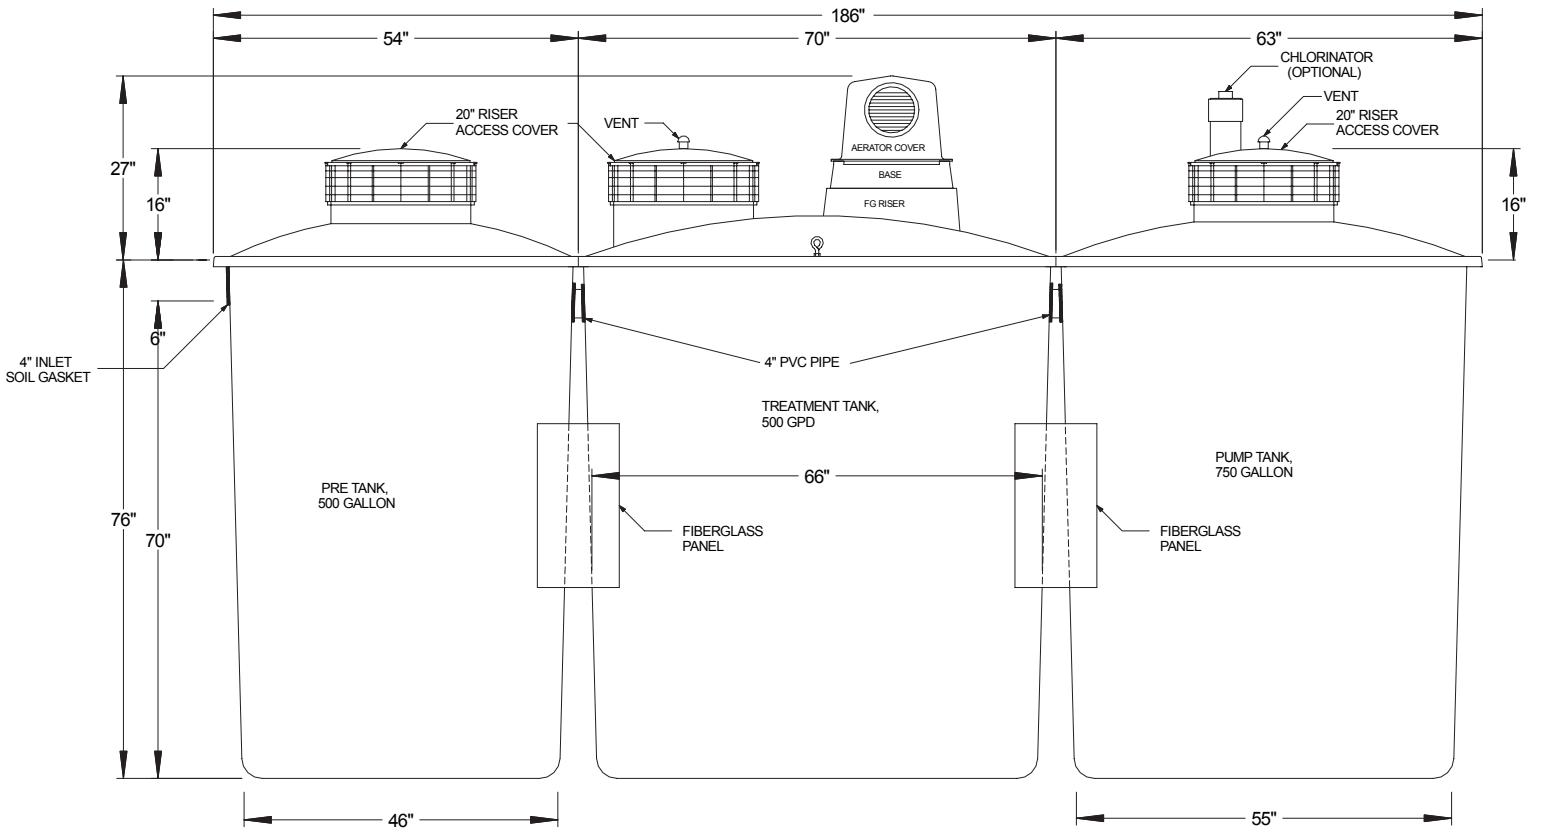 186"
54"
70"
63"
CHLORINATOR
(OPTIONAL)
VENT
20" RISER
ACCESS COVER
20" RISER
ACCESS COVER
VENT
AERATOR COVER
BASE
FG RISER
27"
16"
16"
6"
4" INLET
SOIL GASKET
4" PVC PIPE
TREATMENT TANK,
500 GPD
PUMP TANK,
750 GALLON
66"
PRE TANK,
500 GALLON
76"
70"
FIBERGLASS
PANEL
FIBERGLASS
PANEL
46"
55"